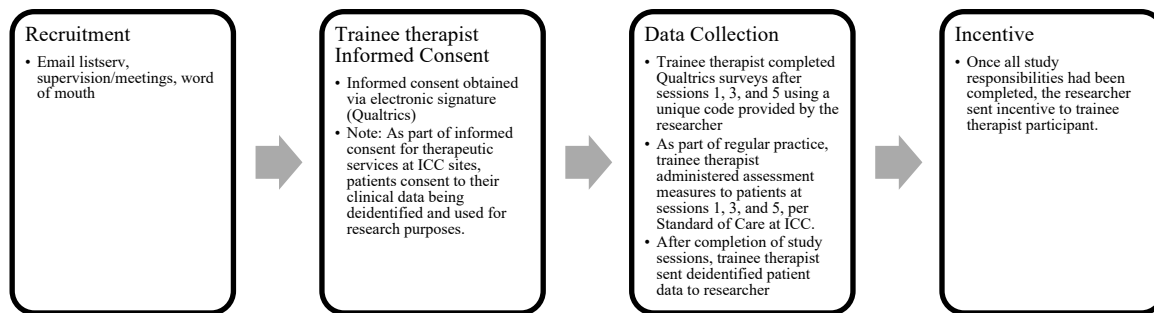 Recruitment
• Email listserv,
supervision/meetings, word
of mouth
Trainee therapist
Informed Consent
• Informed consent obtained
via electronic signature
(Qualtrics)
• Note: As part of informed
consent for therapeutic
services at ICC sites,
patients consent to their
clinical data being
deidentified and used for
research purposes.
Data Collection
• Trainee therapist completed
Qualtrics surveys after
sessions 1, 3, and 5 using a
unique code provided by the
researcher
• As part of regular practice,
trainee therapist
administered assessment
measures to patients at
sessions 1, 3, and 5, per
Standard of Care at ICC.
• After completion of study
sessions, trainee therapist
sent deidentified patient
data to researcher
Incentive
• Once all study
responsibilities had been
completed, the researcher
sent incentive to trainee
therapist participant.